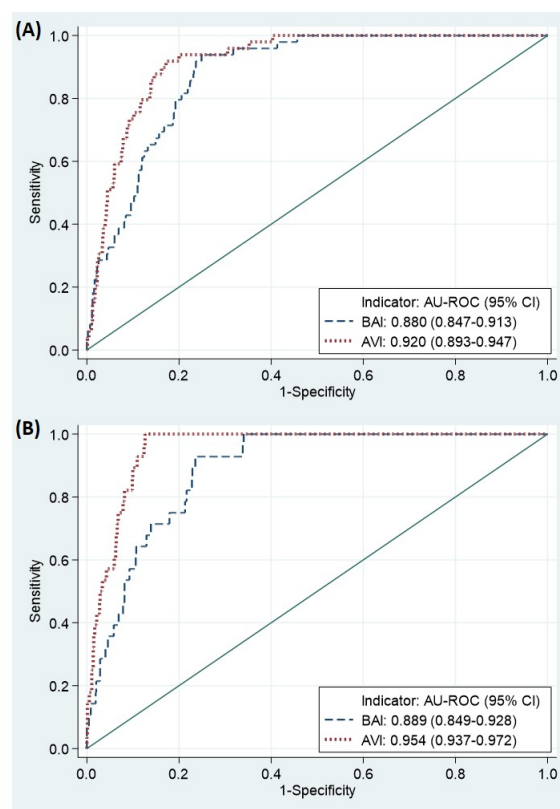 (A)
1.0
0.8
0.6
0.4
0.2
0.0
Sensitivity
Indicator: AU-ROC (95% CI)
BAI: 0.880 (0.847-0.913)
AVI: 0.920 (0.893-0.947)
0.0 0.2 0.4 0.6 0.8 1.0
1-Specificity
(B)
1.0
0.8
0.6
0.4
0.2
0.0
Sensitivity
Indicator: AU-ROC (95% CI)
BAI: 0.889 (0.849-0.928)
AVI: 0.954 (0.937-0.972)
0.0 0.2 0.4 0.6 0.8 1.0
1-Specificity